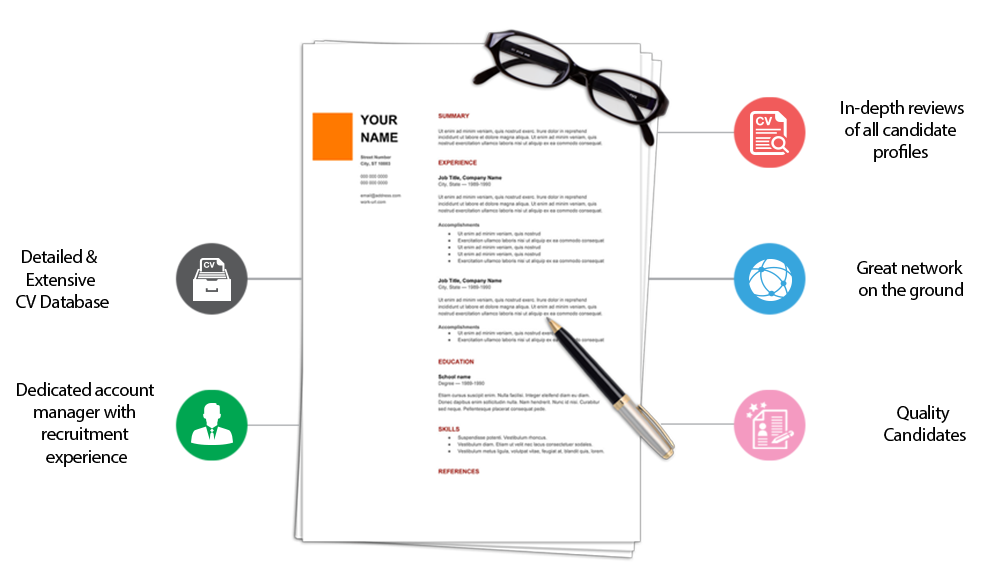 In-depth reviews
of all candidate
profiles
Detailed &
Extensive
CV Database
Great network
on the ground
Dedicated account
manager with
recruitment
experience
Quality
Candidates
CV
CV
YOUR
NAME
Street Number
City, ST 10003
000 000 0000
000 000 0000
email@address.com
work-url.com
SUMMARY
Ut enim ad minim veniam, quis nostrud exerc. Irure dolor in reprehend
incididunt ut labore et dolore magna aliqua. Ut enim ad minim veniam, quis
nostrud exercitation ullamco laboris nisi ut aliquip ex ea commodo consequat.
EXPERIENCE
Job Title, Company Name
City, State — 1988-1990
Ut enim ad minim veniam, quis nostrud exerc. Irure dolor in reprehend
incididunt ut labore et dolore magna aliqua. Ut enim ad minim veniam, quis
nostrud exercitation ullamco laboris nisi ut aliquip ex ea commodo consequat.
Accomplishments
● Ut enim ad minim veniam, quis nostrud
● Exercitation ullamco laboris nisi ut aliquip ex ea commodo consequat
● Ut enim ad minim veniam, quis nostrud
● Ut enim ad minim veniam, quis nostrud
● Exercitation ullamco laboris nisi ut aliquip ex ea commodo consequat
Job Title, Company Name
City, State — 1988-1990
Ut enim ad minim veniam, quis nostrud exerc. Irure dolor in reprehend
incididunt ut labore et dolore magna aliqua. Ut enim ad minim veniam, quis
nostrud exercitation ullamco laboris nisi ut aliquip ex ea commodo consequat.
Accomplishments
● Ut enim ad minim veniam, quis nostrud
● Exercitation ullamco laboris nisi ut aliquip ex ea commodo consequat
EDUCATION
School name
Degree — 1988-1990
Etiam cursus suscipit enim. Nulla facilisi. Integer eleifend diam eu diam.
Donec dapibus enim sollicitudin nulla. Nam hendrerit. Nunc id nisi. Curabitur
sed neque. Pellentesque placerat consequat pede.
SKILLS
● Suspendisse potenti. Vestibulum rhoncus,
● Vestibulum diam. Etiam ut velit nec lacus consectetuer sodales.
● Vestibulum metus ligula, volutpat vitae, feugiat at, blandit quis, lorem.
REFERENCES